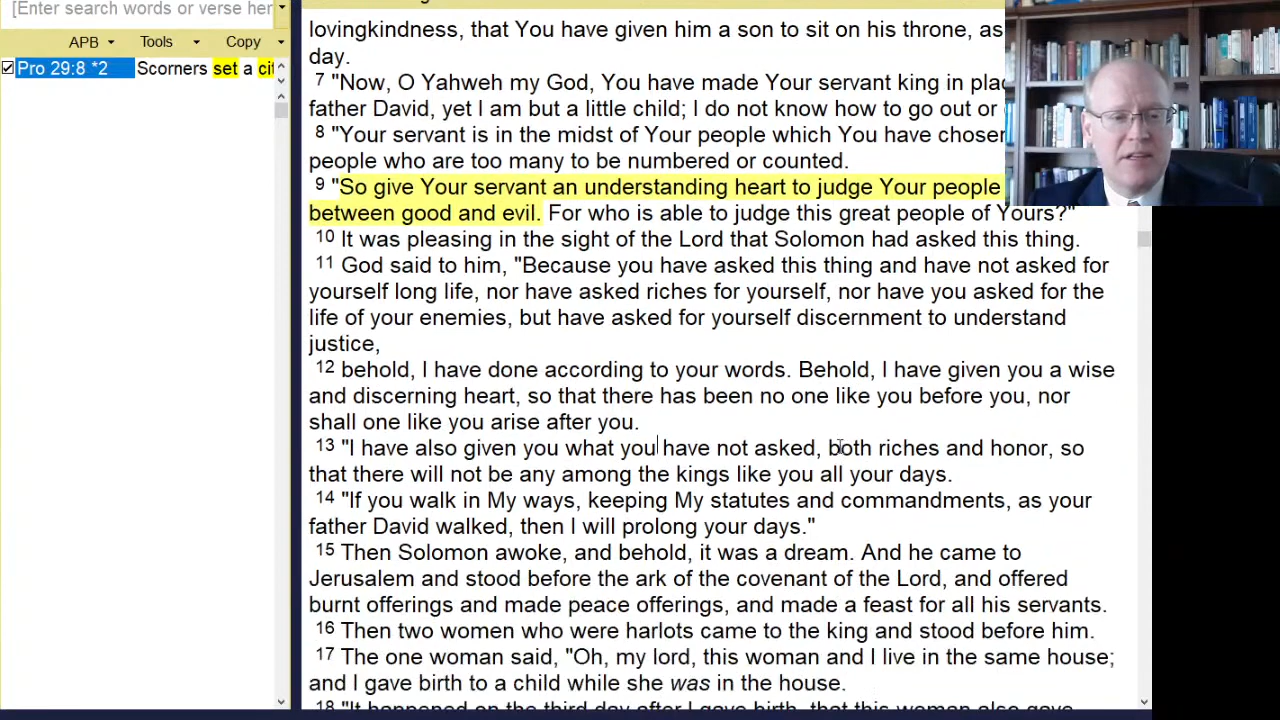 [Enter search words or verse her
APB Tools Copy
Pro 29:8 *2 Scorners set a cit
lovingkindness, that You have given him a son to sit on his throne, as
day.
7 "Now, O Yahweh my God, You have made Your servant king in plac
father David, yet I am but a little child; I do not know how to go out or
8 "Your servant is in the midst of Your people which You have chosen
people who are too many to be numbered or counted.
9 "So give Your servant an understanding heart to judge Your people
between good and evil. For who is able to judge this great people of Yours?"
10 It was pleasing in the sight of the Lord that Solomon had asked this thing.
11 God said to him, "Because you have asked this thing and have not asked for
yourself long life, nor have asked riches for yourself, nor have you asked for the
life of your enemies, but have asked for yourself discernment to understand
justice,
12 behold, I have done according to your words. Behold, I have given you a wise
and discerning heart, so that there has been no one like you before you, nor
shall one like you arise after you.
13 "I have also given you what you have not asked, both riches and honor, so
that there will not be any among the kings like you all your days.
14 "If you walk in My ways, keeping My statutes and commandments, as your
father David walked, then I will prolong your days."
15 Then Solomon awoke, and behold, it was a dream. And he came to
Jerusalem and stood before the ark of the covenant of the Lord, and offered
burnt offerings and made peace offerings, and made a feast for all his servants.
16 Then two women who were harlots came to the king and stood before him.
17 The one woman said, "Oh, my lord, this woman and I live in the same house;
and I gave birth to a child while she was in the house.
18 "It happened on the third day after I gave birth, that this woman also gave